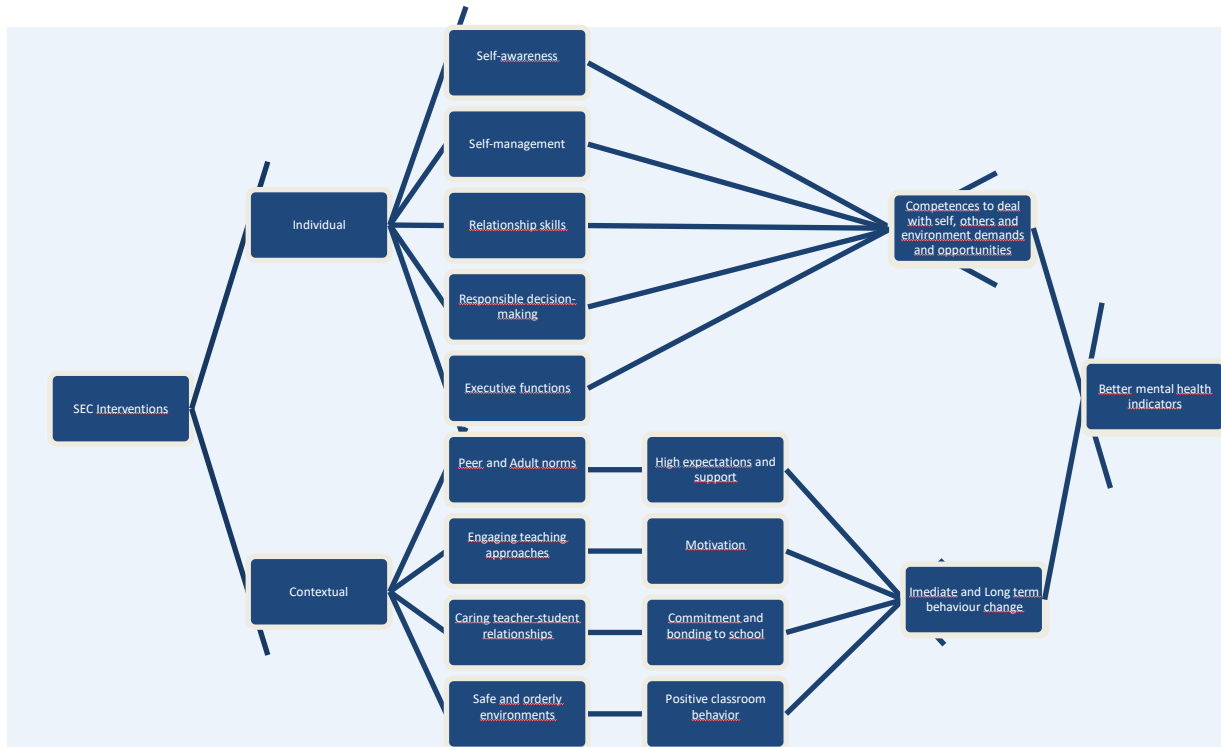 Self-awareness
Self-management
Individual
Relationship skills
Competences to deal
with self, others and
environment demands
and opportunities
Responsible decision-
making
Executive functions
SEC Interventions
Better mental health
indicators
Peer and Adult norms
High expectations and
support
Engaging teaching
approaches
Motivation
Contextual
Imediate and Long term
behaviour change
Caring teacher-student
relationships
Commitment and
bonding to school
Safe and orderly
environments
Positive classroom
behavior